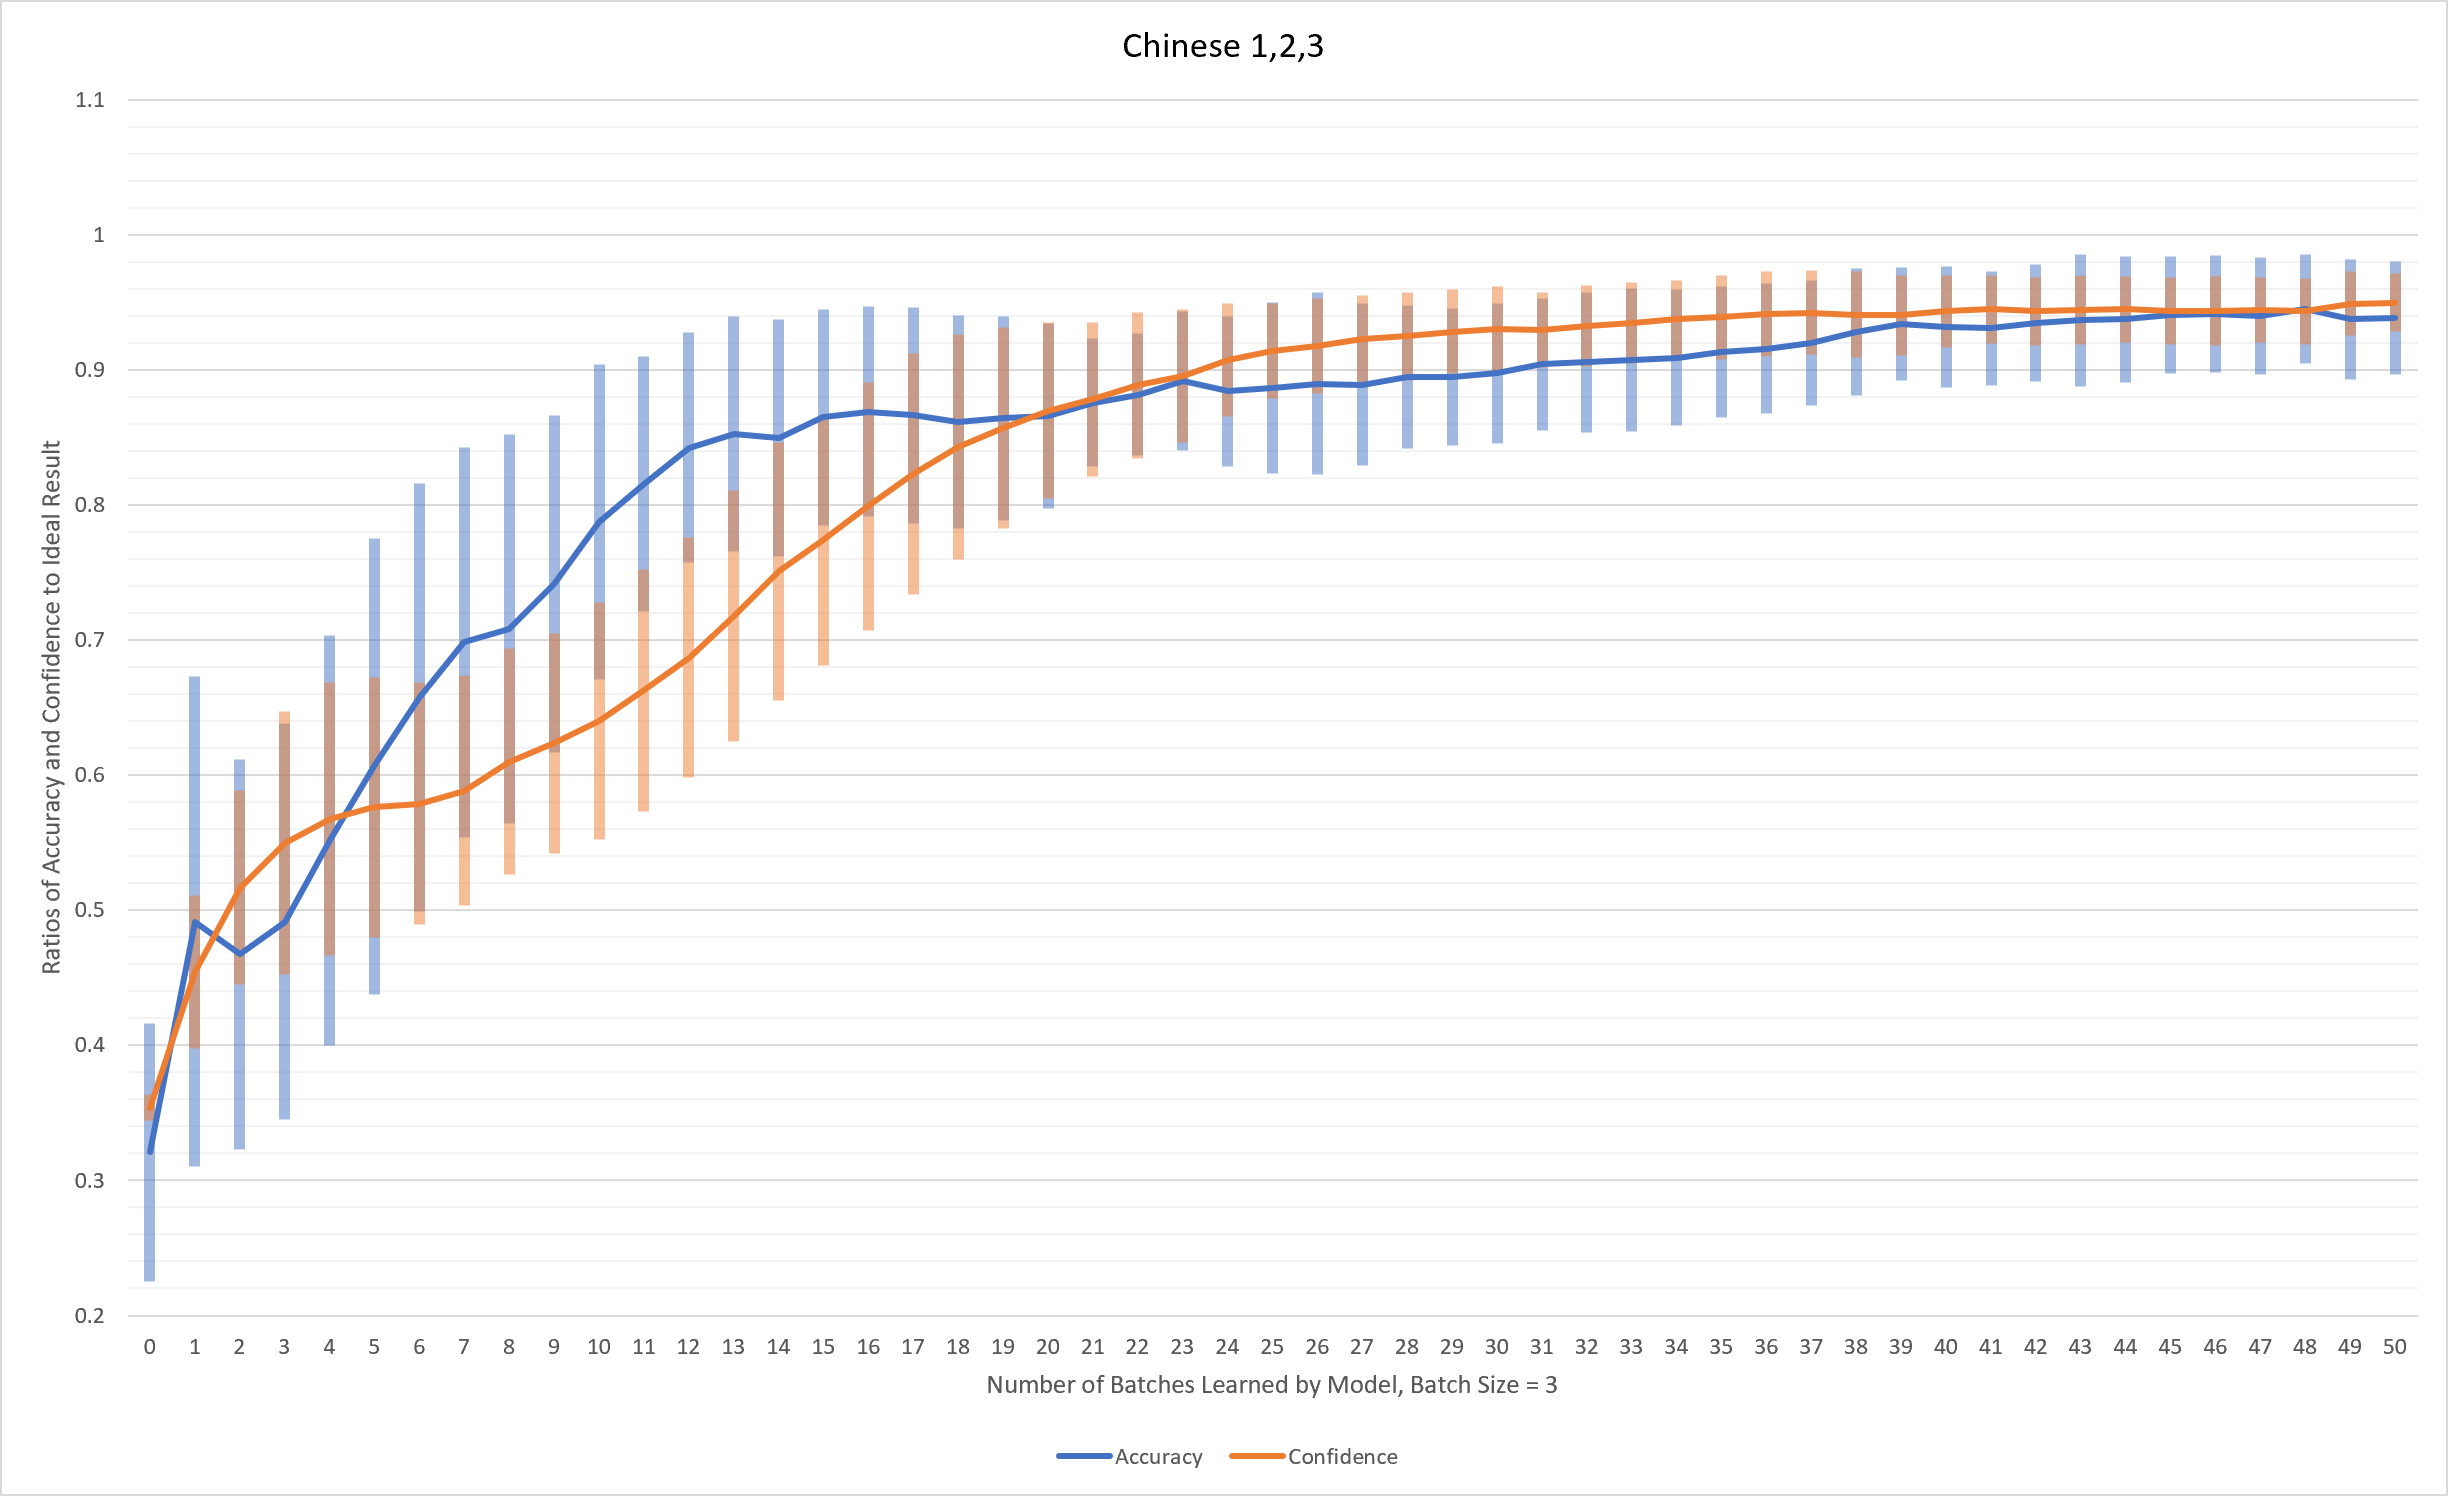 Chinese 1,2,3
1.1
1
0.9
0.8
0.7
0.6
0.5
0.4
0.3
0.2
Ratios of Accuracy and Confidence to Ideal Result
0 1 2 3 4 5 6 7 8 9 10 11 12 13 14 15 16 17 18 19 20 21 22 23 24 25 26 27 28 29 30 31 32 33 34 35 36 37 38 39 40 41 42 43 44 45 46 47 48 49 50
Number of Batches Learned by Model, Batch Size = 3
Accuracy Confidence